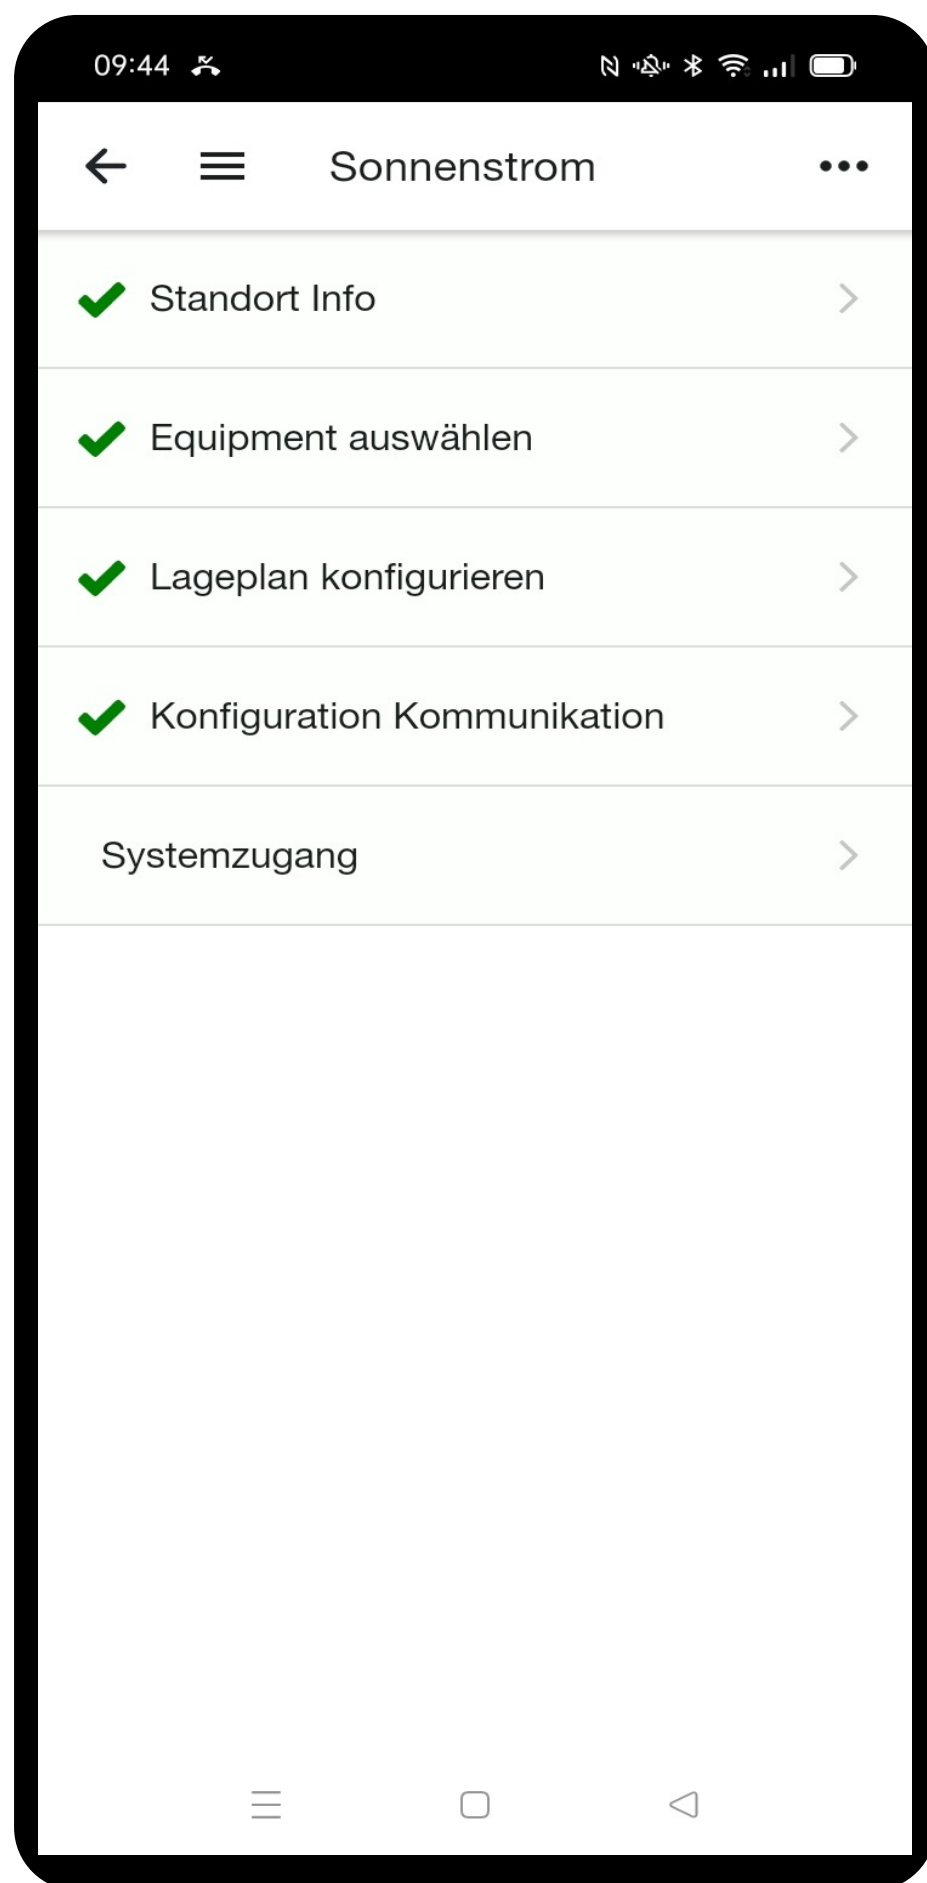 09:44
Sonnenstrom
Standort Info
Equipment auswählen
Lageplan konfigurieren
Konfiguration Kommunikation
Systemzugang